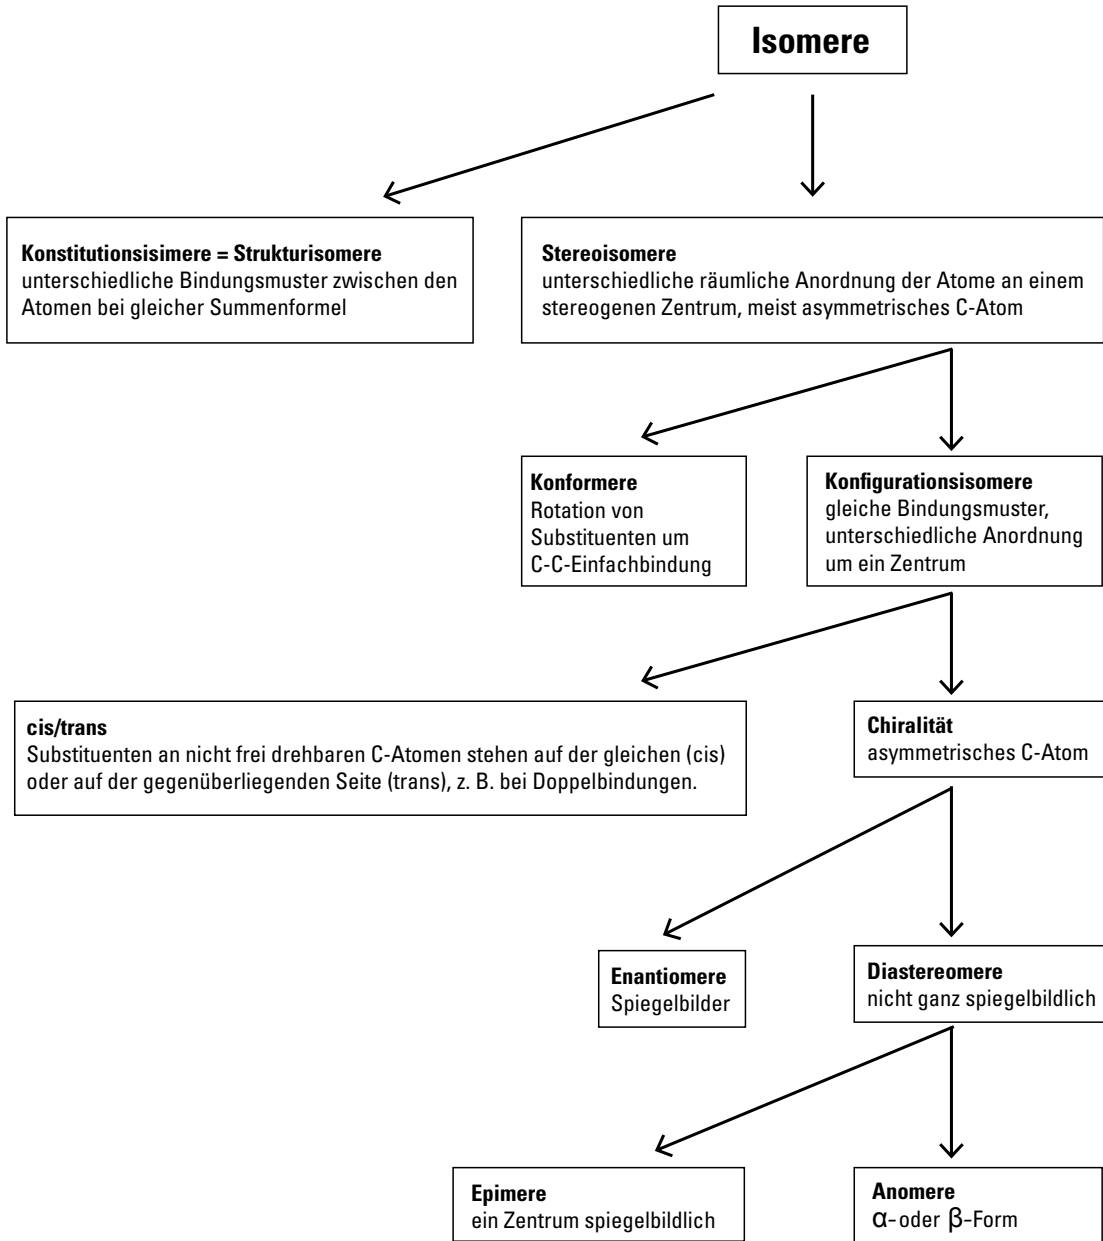 Isomere
Konstitutionsisimere = Strukturisomere
unterschiedliche Bindungsmuster zwischen den
Atomen bei gleicher Summenformel
Stereoisomere
unterschiedliche räumliche Anordnung der Atome an einem
stereogenen Zentrum, meist asymmetrisches C-Atom
Konformere
Rotation von
Substituenten um
C-C-Einfachbindung
Konfigurationsisomere
gleiche Bindungsmuster,
unterschiedliche Anordnung
um ein Zentrum
cis/trans
Substituenten an nicht frei drehbaren C-Atomen stehen auf der gleichen (cis)
oder auf der gegenüberliegenden Seite (trans), z. B. bei Doppelbindungen.
Chiralität
asymmetrisches C-Atom
Enantiomere
Spiegelbilder
Diastereomere
nicht ganz spiegelbildlich
Epimere
ein Zentrum spiegelbildlich
Anomere
α- oder β-Form